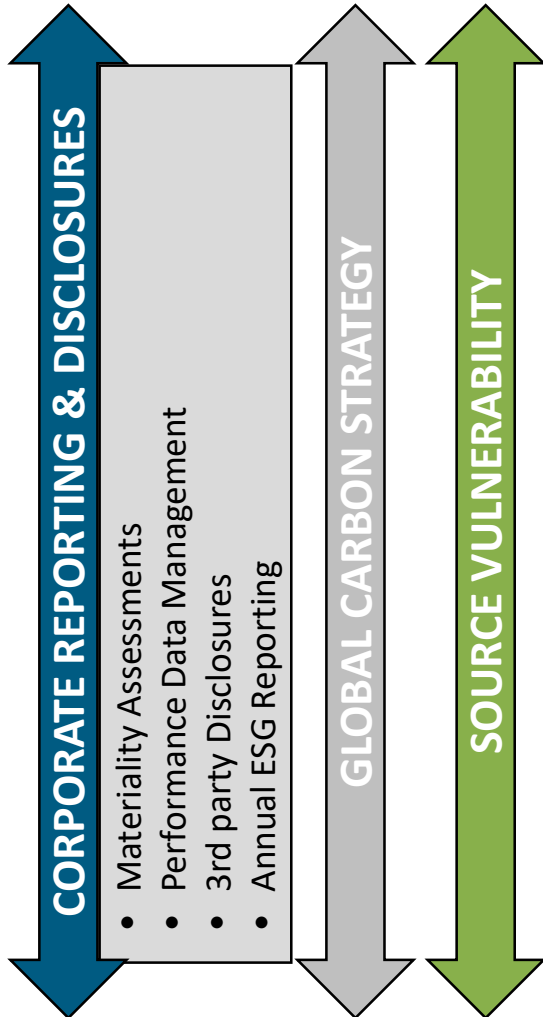 CORPORATE REPORTING & DISCLOSURES
• Materiality Assessments
• Performance Data Management
• 3rd party Disclosures
• Annual ESG Reporting
GLOBAL CARBON STRATEGY
SOURCE VULNERABILITY